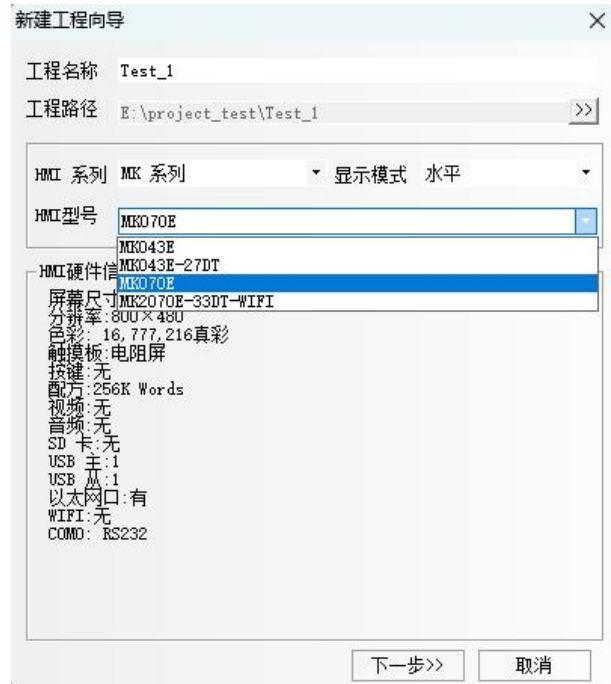 新建工程向导
工程名称 Test_1
工程路径 E:\project_test\Test_1 >>
HMI 系列 MK 系列 显示模式 水平
HMI型号 MK070E
MK043E
MK043E-27DT
MK070E
MK2070E-33DT-WIFI
HMI硬件信
屏幕尺寸
分辨率:800×480
色彩: 16,777,216真彩
触摸板:电阻屏
按键:无
配方:256K Words
视频:无
音频:无
SD 卡:无
USB 主:1
USB 从:1
以太网口:有
WIFI:无
COM0: RS232
下一步>> 取消